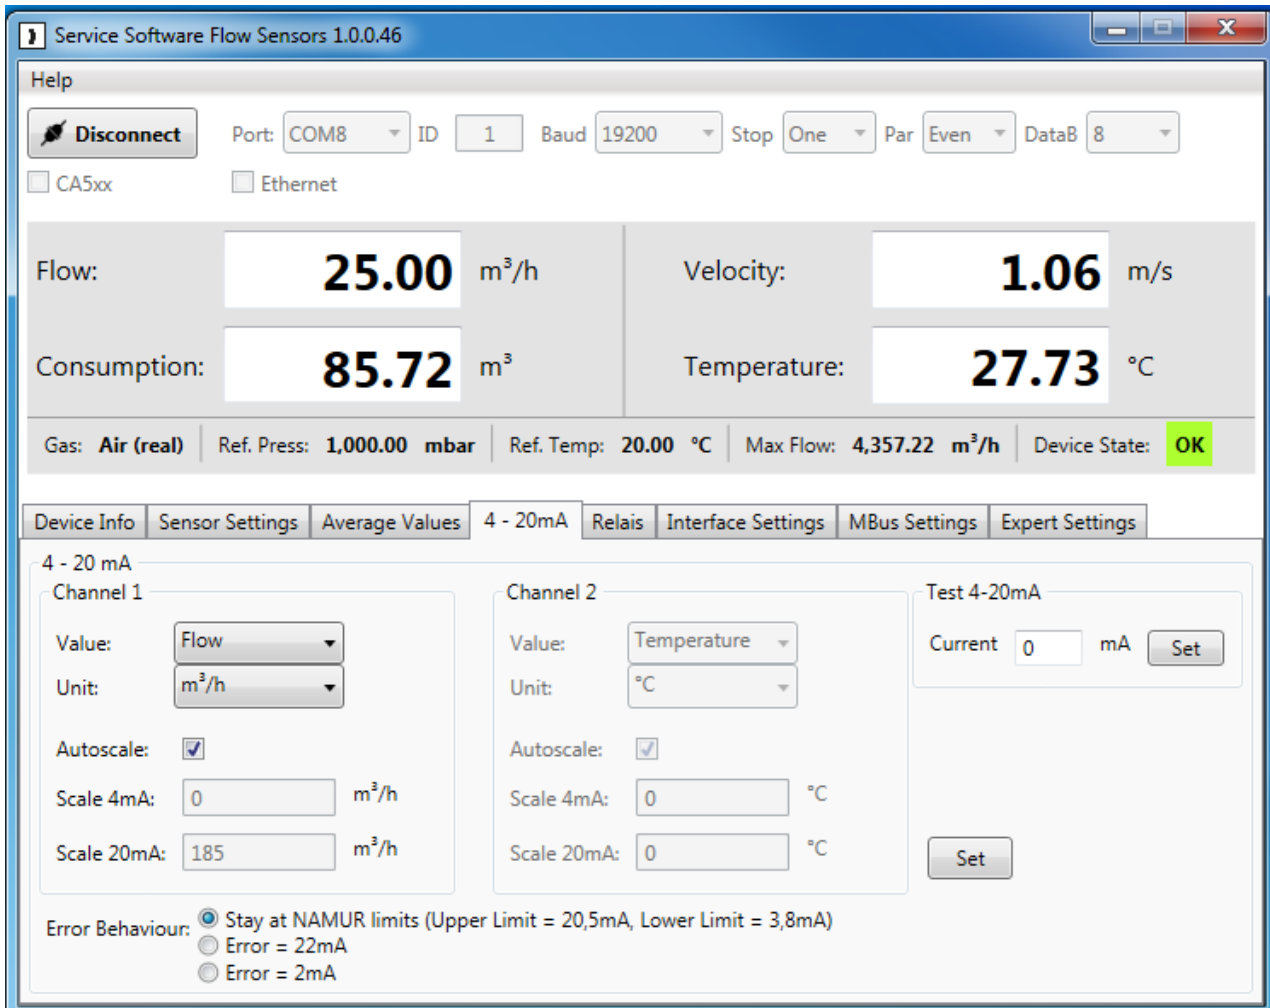 Service Software Flow Sensors 1.0.0.46
Help
Disconnect Port: COM8 ID 1 Baud 19200 Stop One Par Even DataB 8
CA5xx Ethernet
Flow: 25.00 m³/h Velocity: 1.06 m/s
Consumption: 85.72 m³ Temperature: 27.73 °C
Gas: Air (real) Ref. Press: 1,000.00 mbar Ref. Temp: 20.00 °C Max Flow: 4,357.22 m³/h Device State: OK
Device Info Sensor Settings Average Values 4 - 20mA Relais Interface Settings MBus Settings Expert Settings
4 - 20 mA
Channel 1 Channel 2 Test 4-20mA
Value: Flow Value: Temperature Current 0 mA Set
Unit: m³/h Unit: °C
Autoscale: Autoscale:
Scale 4mA: 0 m³/h Scale 4mA: 0 °C
Scale 20mA: 185 m³/h Scale 20mA: 0 °C Set
Error Behaviour: Stay at NAMUR limits (Upper Limit = 20,5mA, Lower Limit = 3,8mA)
Error = 22mA
Error = 2mA